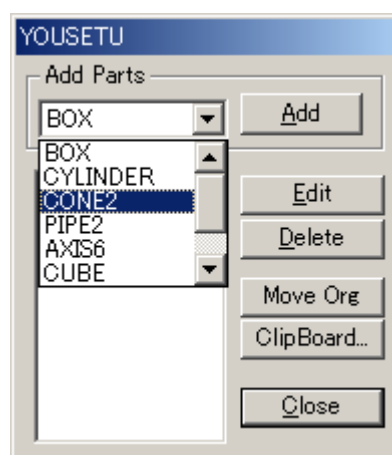 YOUSETU
Add Parts
BOX
Add
BOX
CYLINDER
CONE2
PIPE2
AXIS6
CUBE
Edit
Delete
Move Org
ClipBoard...
Close